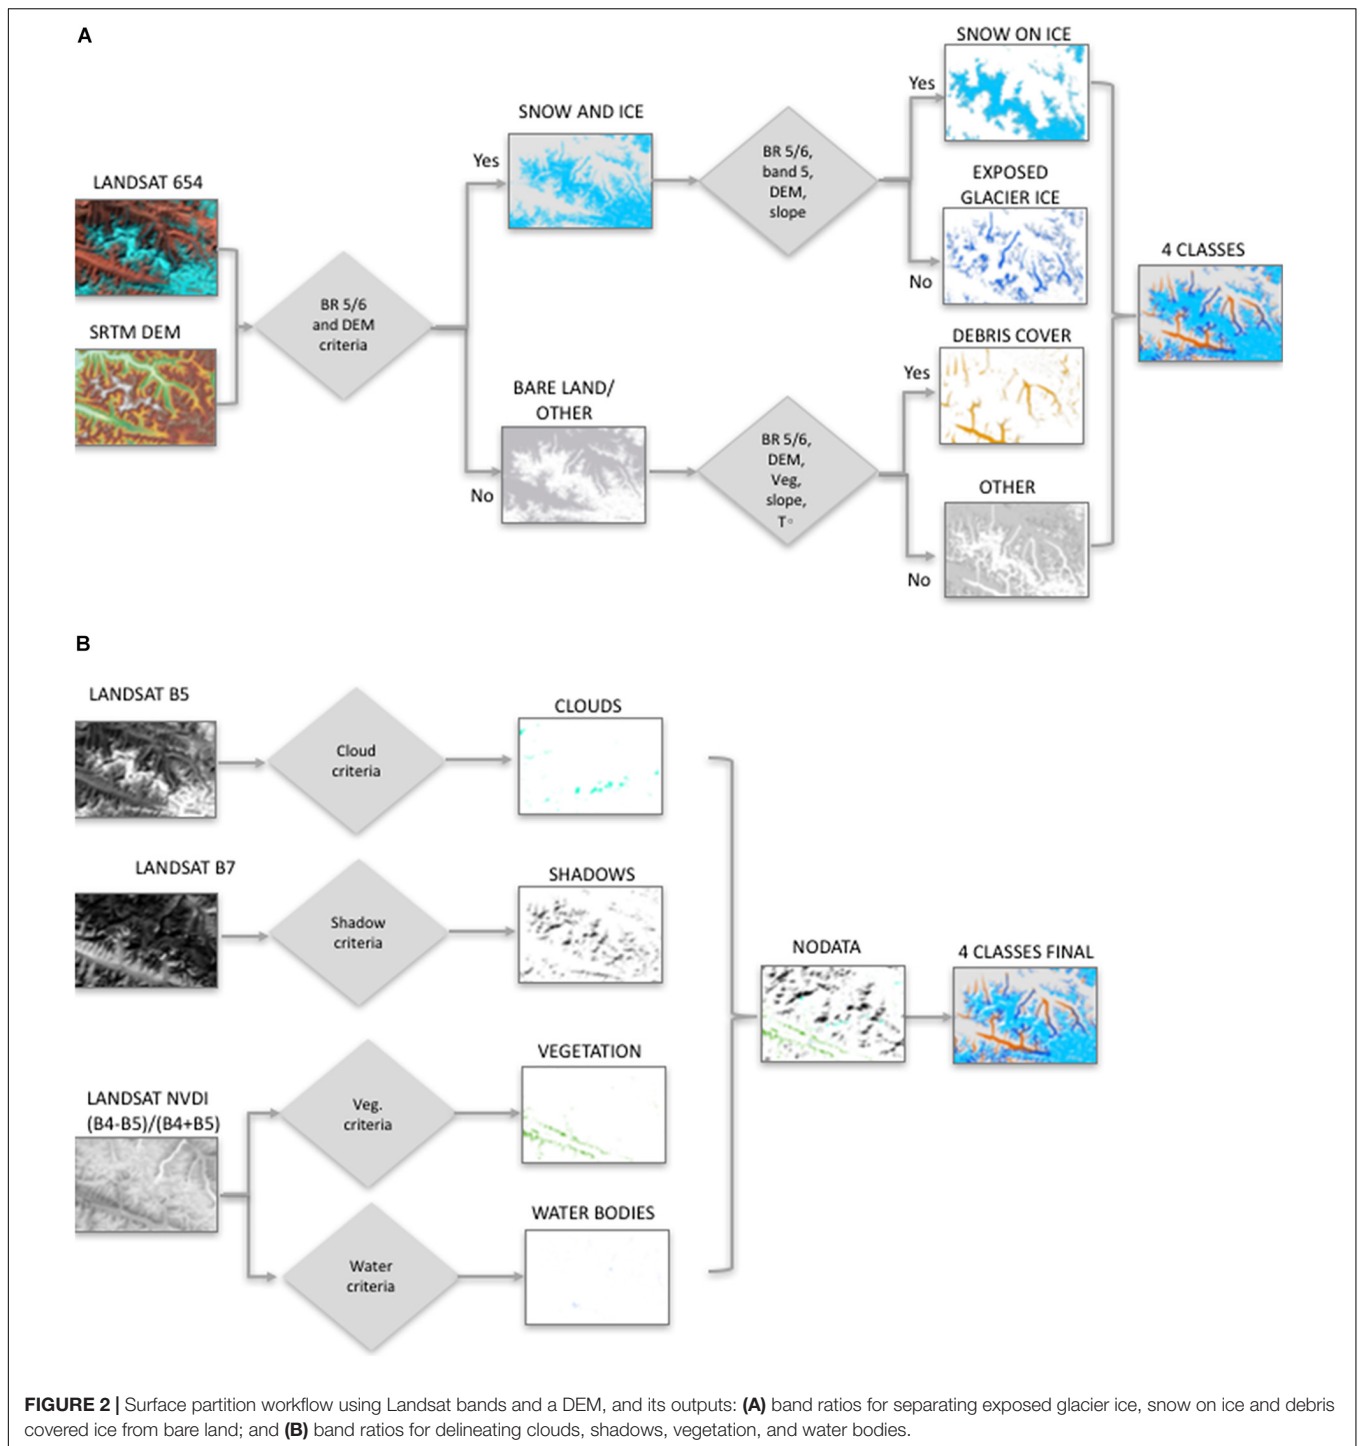 A
LANDSAT 654
SRTM DEM
BR 5/6
and DEM
criteria
Yes
No
SNOW AND ICE
BARE LAND/
OTHER
BR 5/6,
band 5,
DEM,
slope
BR 5/6,
DEM,
Veg,
slope,
T°
Yes
No
Yes
No
SNOW ON ICE
EXPOSED
GLACIER ICE
DEBRIS COVER
OTHER
4 CLASSES
B
LANDSAT B5
Cloud
criteria
CLOUDS
LANDSAT B7
Shadow
criteria
SHADOWS
LANDSAT NVDI
(B4-B5)/(B4+B5)
Veg.
criteria
VEGETATION
Water
criteria
WATER BODIES
NODATA
4 CLASSES FINAL
FIGURE 2 | Surface partition workflow using Landsat bands and a DEM, and its outputs: (A) band ratios for separating exposed glacier ice, snow on ice and debris
covered ice from bare land; and (B) band ratios for delineating clouds, shadows, vegetation, and water bodies.